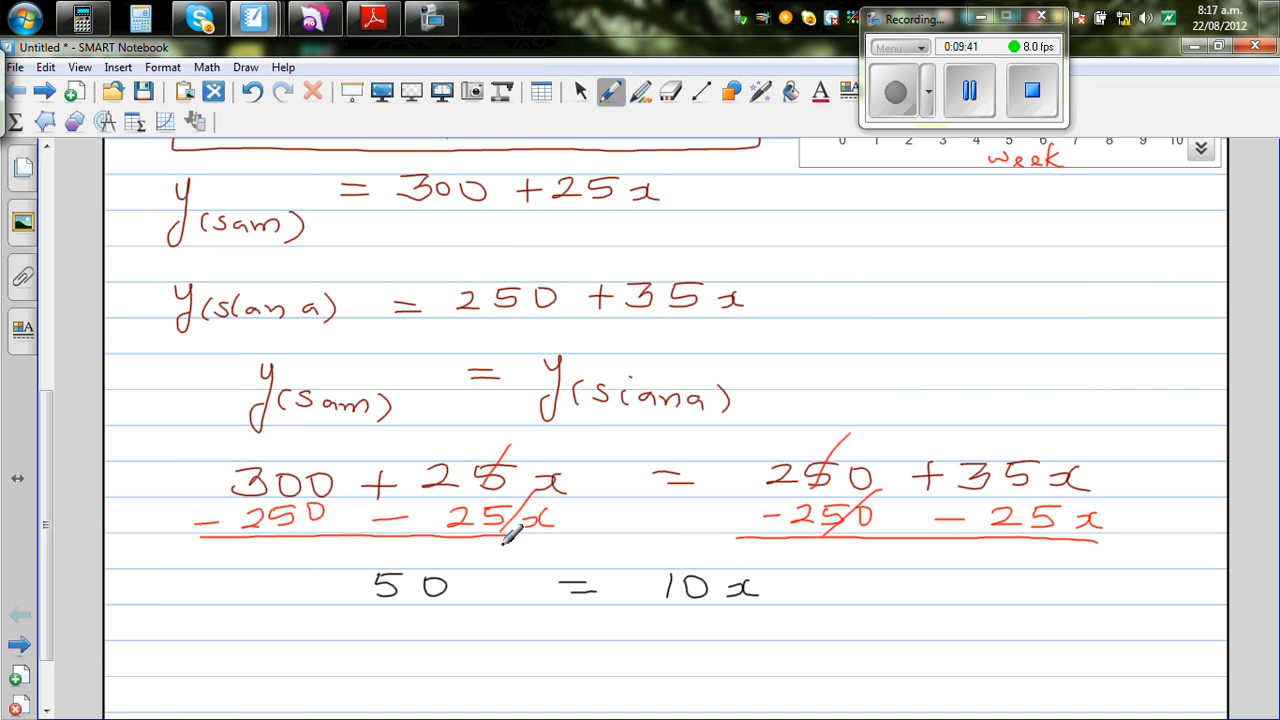 8:17 a.m.
22/08/2012
Recording...
Menu
0:09:41
8.0 fps
Untitled * - SMART Notebook
File Edit View Insert Format Math Draw Help
0 1 2 3 4 5 6 7 8 9 10
week
y(sam) = 300 + 25x
y(siana) = 250 + 35x
y(sam) = y(siana)
300 + 25x = 250 + 35x
- 250 - 25x - 250 - 25x
50 = 10x